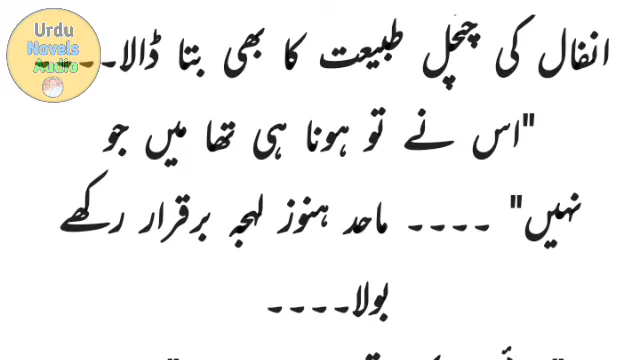 Urdu
Novels
Audio
انفال کی چنچل طبیعت کا بھی بتا ڈالا۔۔۔۔
"اس نے تو ہونا ہی تھا میں جو
نہیں" ۔۔۔۔ ماحد ہنوز لہجہ برقرار رکھے
بولا۔۔۔۔